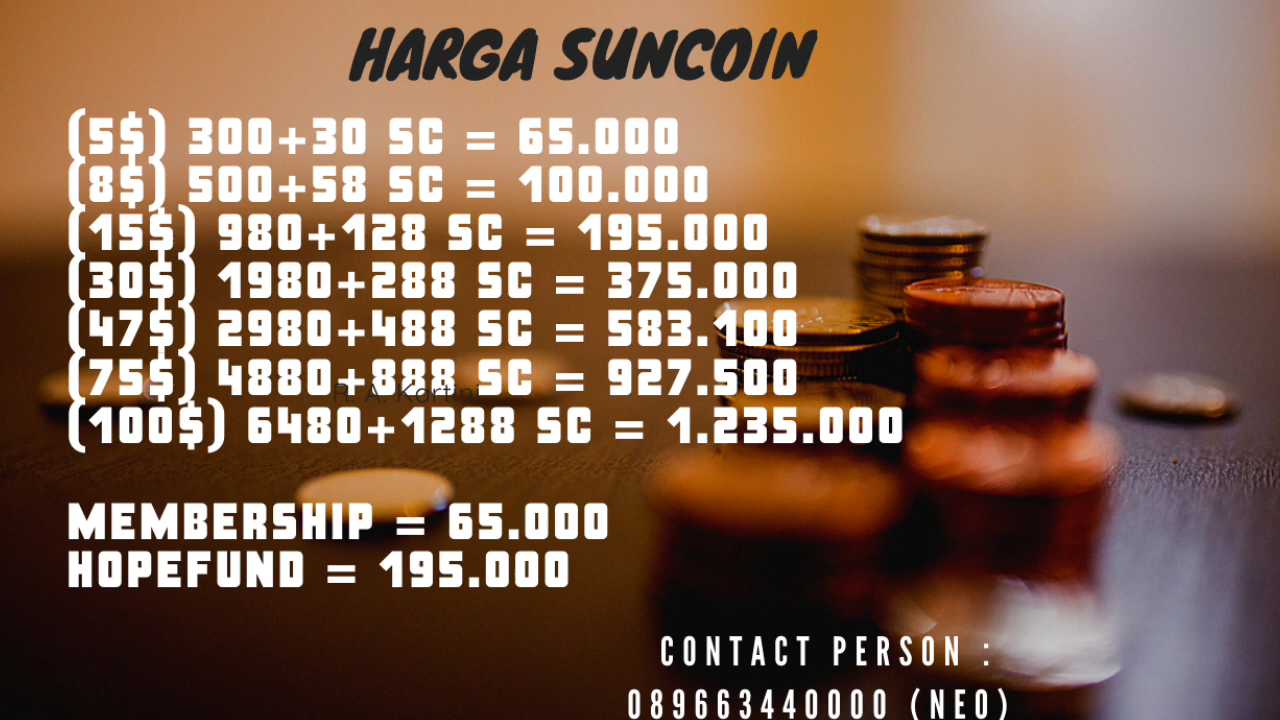 HARGA SUNCOIN
(5$) 300+30 SC = 65.000
(8$) 500+58 SC = 100.000
(15$) 980+128 SC = 195.000
(30$) 1980+288 SC = 375.000
(47$) 2980+488 SC = 583.100
(75$) 4880+888 SC = 927.500
R. A. Kartini
(100$) 6480+1288 SC = 1.235.000
MEMBERSHIP = 65.000
HOPEFUND = 195.000
CONTACT PERSON :
089663440000 (NEO)